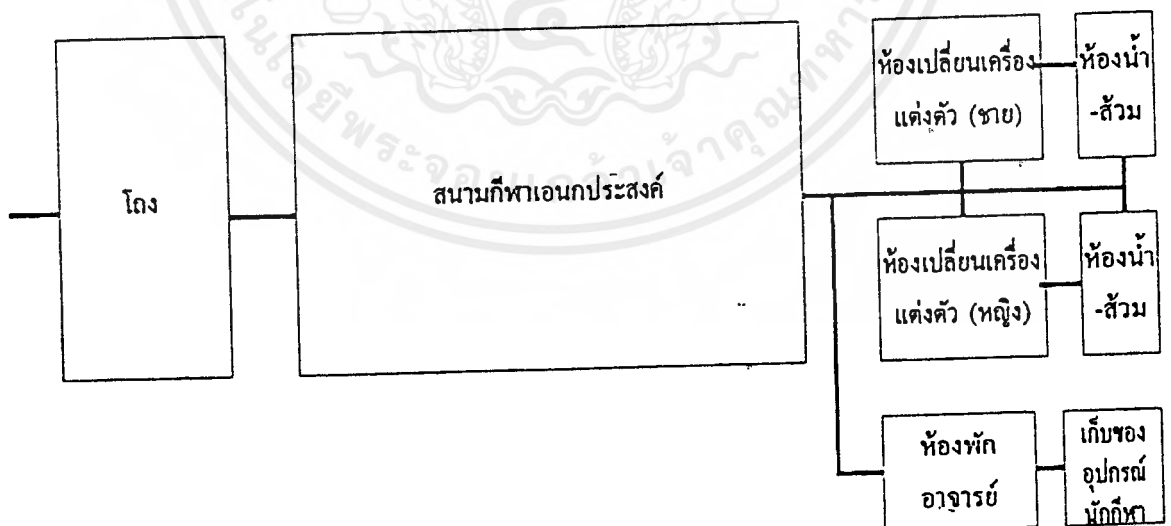 โถง
สนามกีฬาเอนกประสงค์
ห้องเปลี่ยนเครื่อง
แต่งตัว (ชาย)
ห้องน้ำ
-ส้วม
ห้องเปลี่ยนเครื่อง
แต่งตัว (หญิง)
ห้องน้ำ
-ส้วม
ห้องพัก
อาจารย์
เก็บของ
อุปกรณ์
นักกีฬา